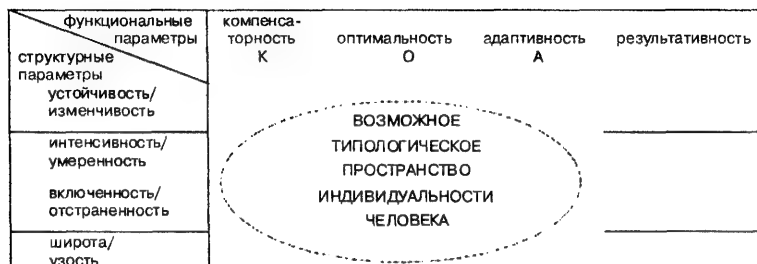 функциональные
параметры
структурные
параметры
компенса-
торность
К
оптимальность
О
адаптивность
А
результативность
устойчивость/
изменчивость
интенсивность/
умеренность
включенность/
отстраненность
широта/
узость
ВОЗМОЖНОЕ
ТИПОЛОГИЧЕСКОЕ
ПРОСТРАНСТВО
ИНДИВИДУАЛЬНОСТИ
ЧЕЛОВЕКА